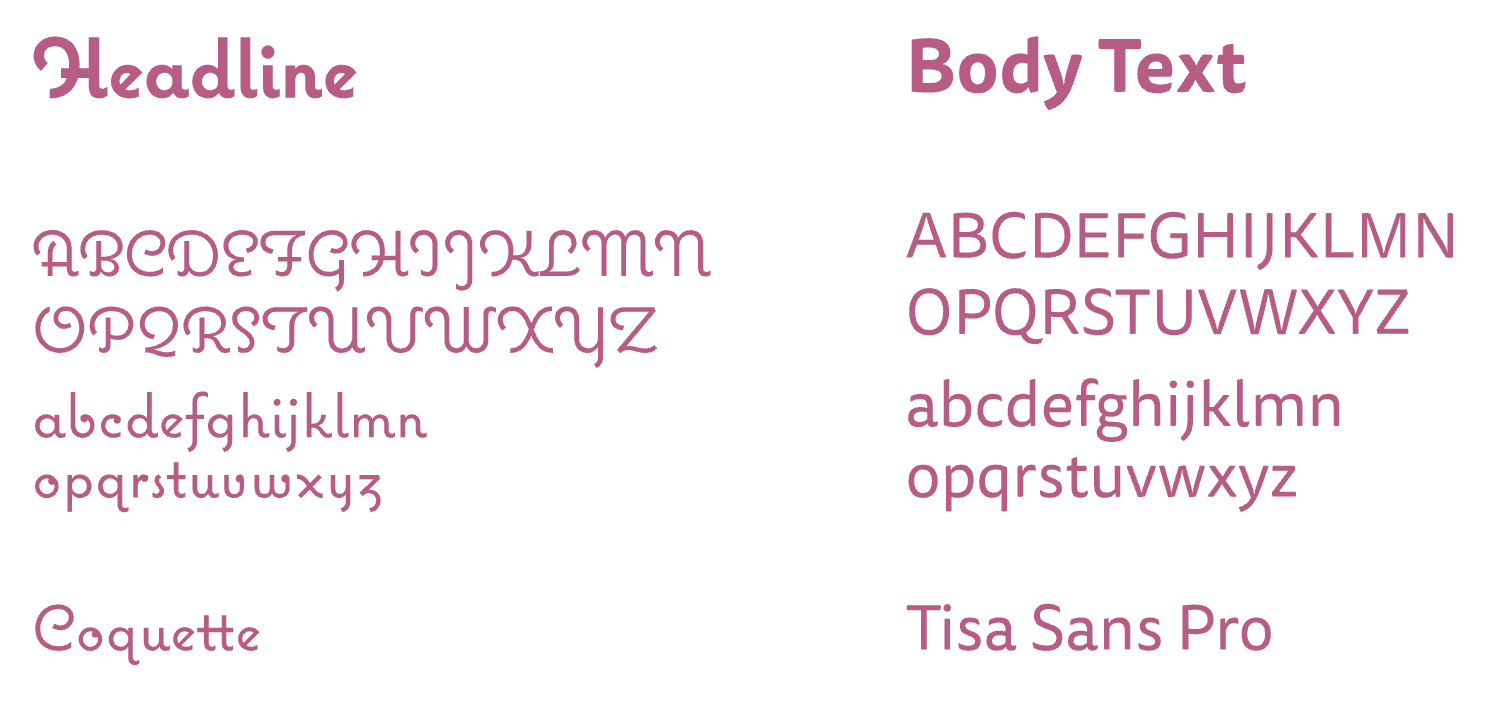 Headline
ABCDEFGHIJKLMN
OPQRSTUVWXYZ
abcdefghijklmn
opqrstuvwxyz
Coquette
Body Text
ABCDEFGHIJKLMN
OPQRSTUVWXYZ
abcdefghijklmn
opqrstuvwxyz
Tisa Sans Pro